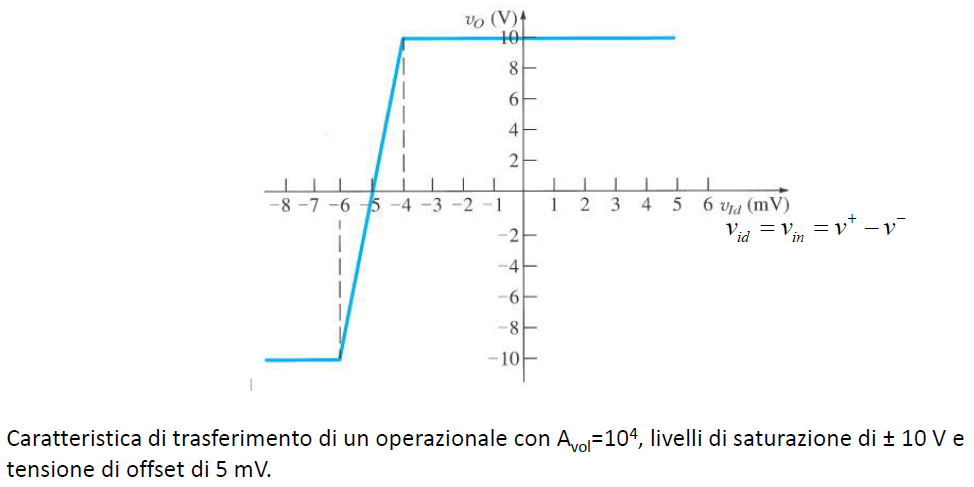 v_O (V)
10
8
6
4
2
-8 -7 -6 -5 -4 -3 -2 -1 1 2 3 4 5 6 v_Id (mV)
v_id = v_in = v⁺ − v⁻
-2
-4
-6
-8
-10
Caratteristica di trasferimento di un operazionale con A_vol=10⁴, livelli di saturazione di ± 10 V e
tensione di offset di 5 mV.